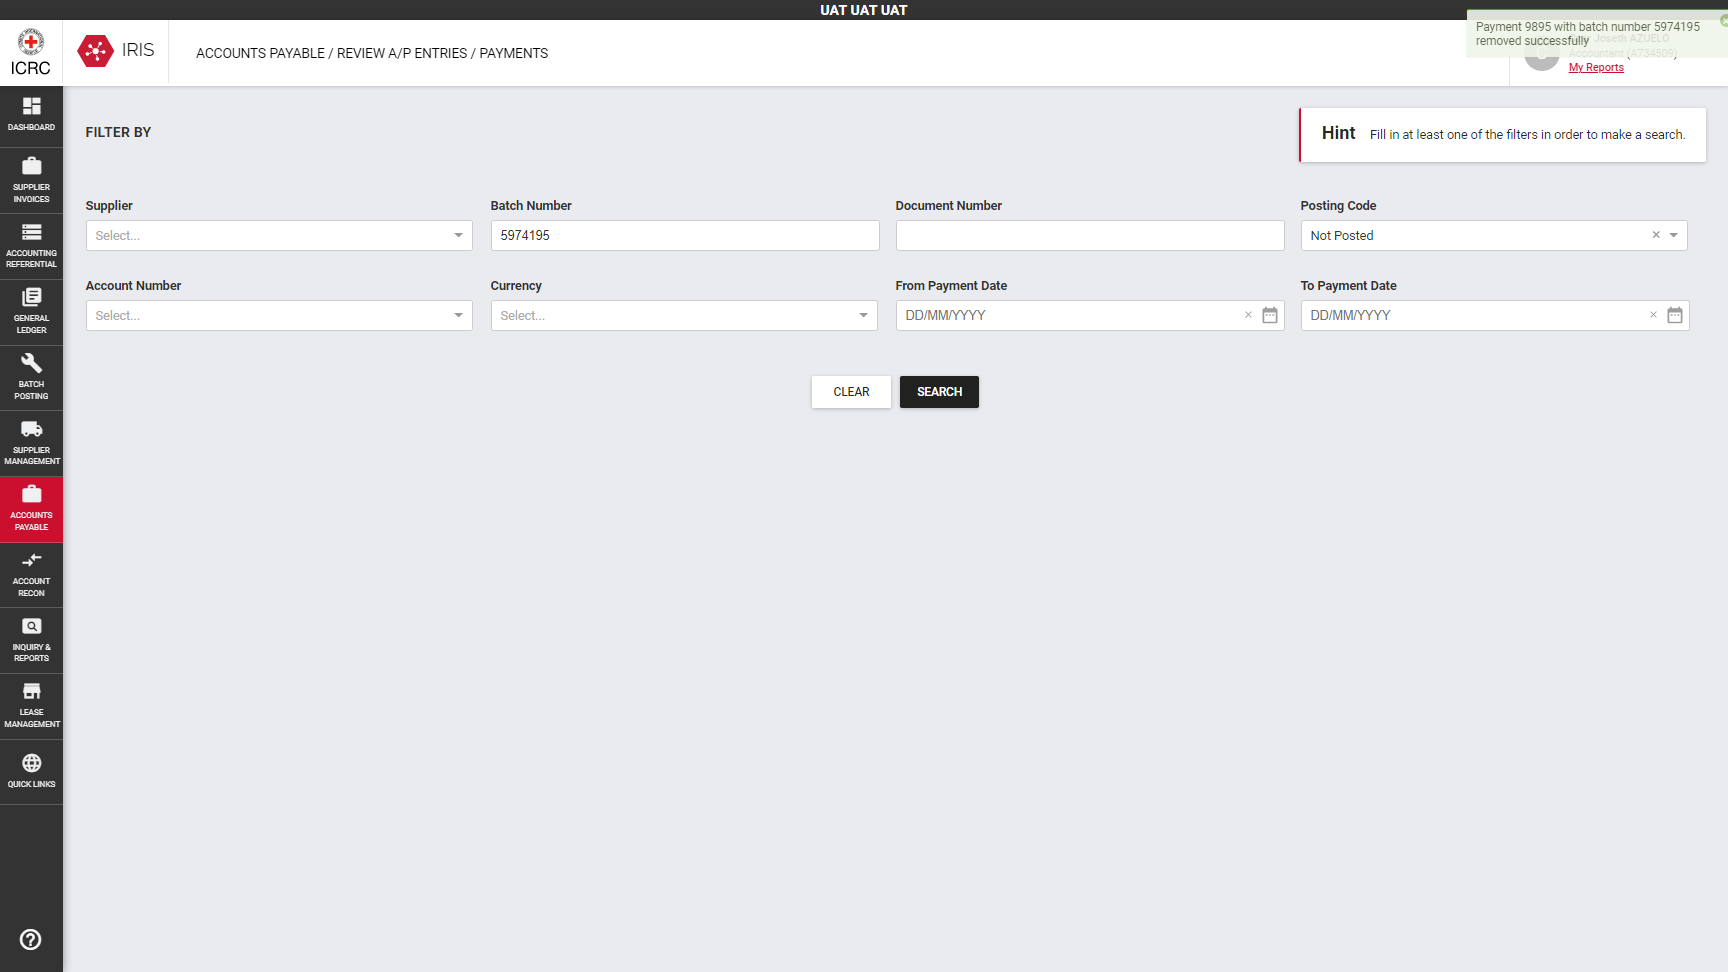 UAT UAT UAT
ICRC
IRIS
ACCOUNTS PAYABLE / REVIEW A/P ENTRIES / PAYMENTS
Payment 9895 with batch number 5974195
removed successfully
Joseth AZUELO
Accountant (A734509)
My Reports
DASHBOARD
SUPPLIER
INVOICES
ACCOUNTING
REFERENTIAL
GENERAL
LEDGER
BATCH
POSTING
SUPPLIER
MANAGEMENT
ACCOUNTS
PAYABLE
ACCOUNT
RECON
INQUIRY &
REPORTS
LEASE
MANAGEMENT
QUICK LINKS
FILTER BY
Hint Fill in at least one of the filters in order to make a search.
Supplier
Select...
Batch Number
5974195
Document Number
Posting Code
Not Posted
Account Number
Select...
Currency
Select...
From Payment Date
DD/MM/YYYY
To Payment Date
DD/MM/YYYY
CLEAR
SEARCH